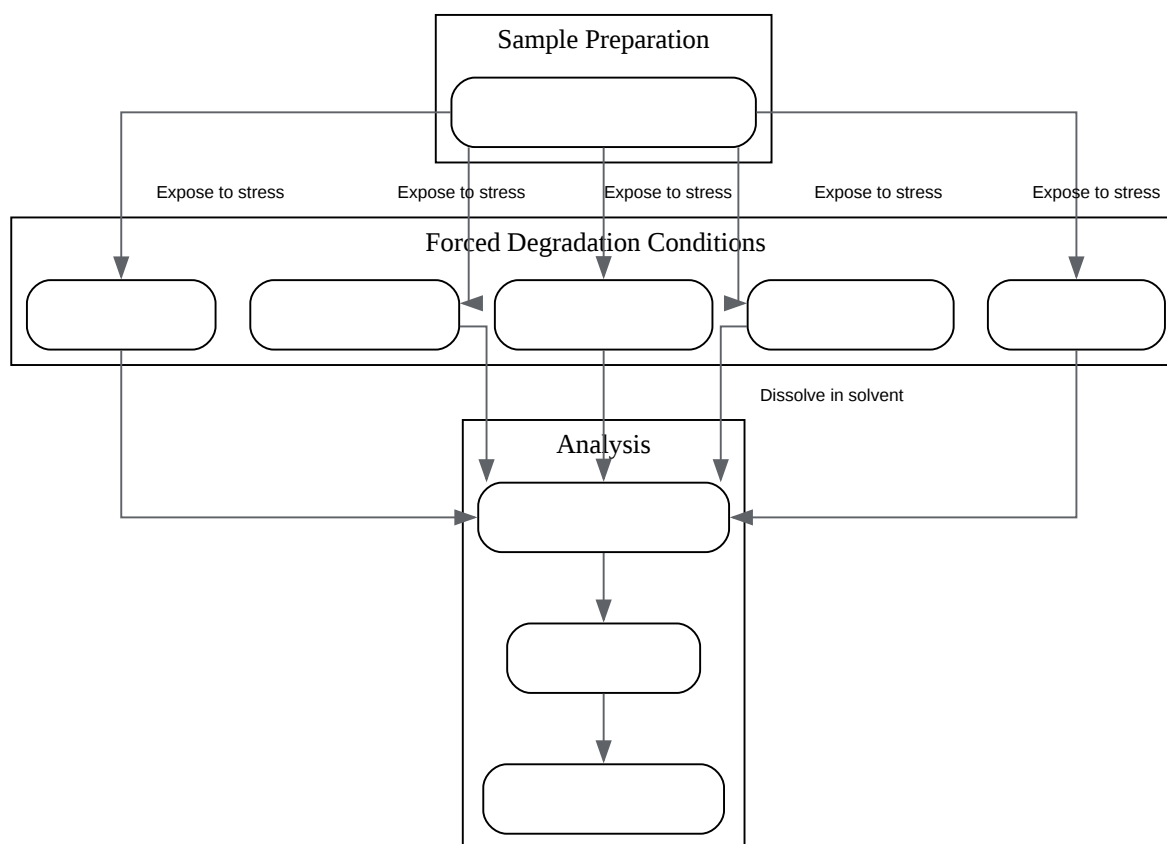 Sample Preparation
Expose to stress
Expose to stress
Expose to stress
Expose to stress
Expose to stress
Forced Degradation Conditions
Dissolve in solvent
Analysis